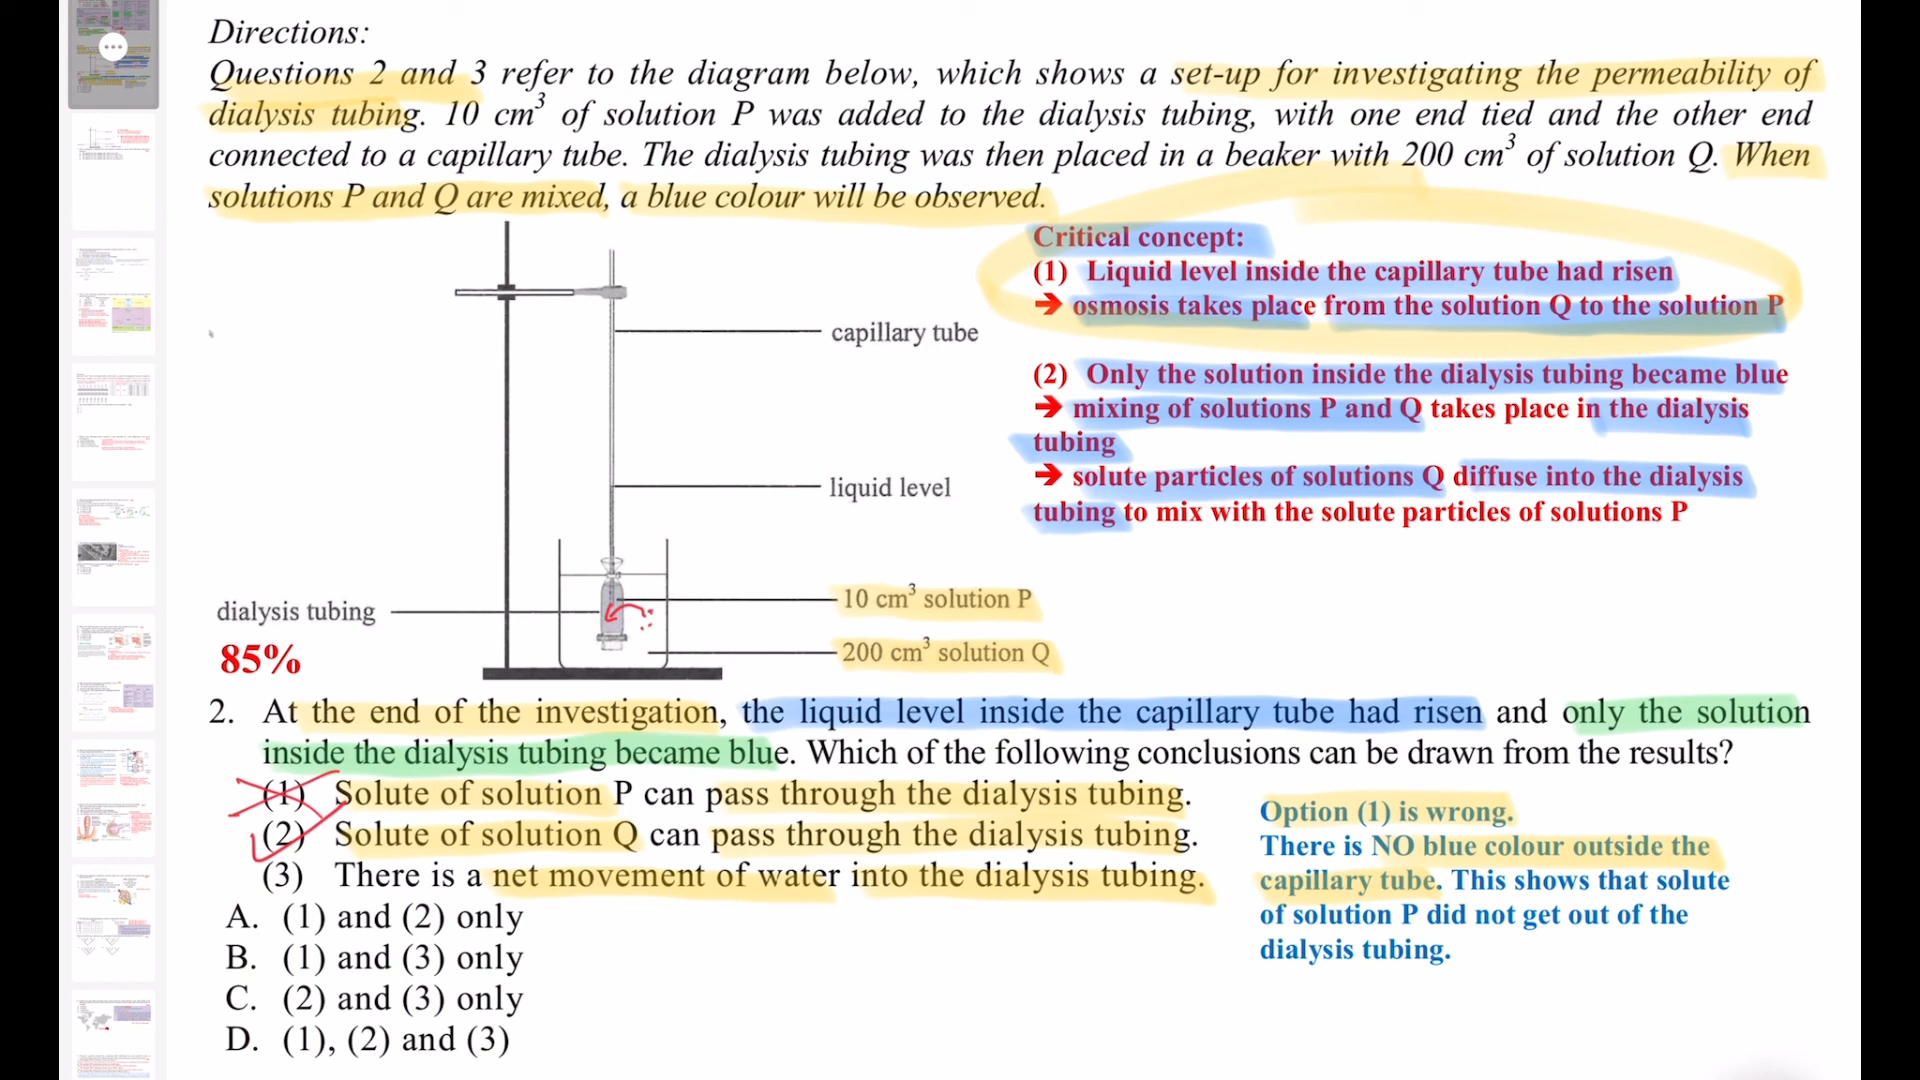 Directions:
Questions 2 and 3 refer to the diagram below, which shows a set-up for investigating the permeability of
dialysis tubing. 10 cm³ of solution P was added to the dialysis tubing, with one end tied and the other end
connected to a capillary tube. The dialysis tubing was then placed in a beaker with 200 cm³ of solution Q. When
solutions P and Q are mixed, a blue colour will be observed.
Critical concept:
(1) Liquid level inside the capillary tube had risen
➔ osmosis takes place from the solution Q to the solution P
capillary tube
(2) Only the solution inside the dialysis tubing became blue
➔ mixing of solutions P and Q takes place in the dialysis
tubing
➔ solute particles of solutions Q diffuse into the dialysis
tubing to mix with the solute particles of solutions P
liquid level
10 cm³ solution P
dialysis tubing
200 cm³ solution Q
85%
2. At the end of the investigation, the liquid level inside the capillary tube had risen and only the solution
inside the dialysis tubing became blue. Which of the following conclusions can be drawn from the results?
(1) Solute of solution P can pass through the dialysis tubing.
(2) Solute of solution Q can pass through the dialysis tubing.
(3) There is a net movement of water into the dialysis tubing.
Option (1) is wrong.
There is NO blue colour outside the
capillary tube. This shows that solute
of solution P did not get out of the
dialysis tubing.
A. (1) and (2) only
B. (1) and (3) only
C. (2) and (3) only
D. (1), (2) and (3)